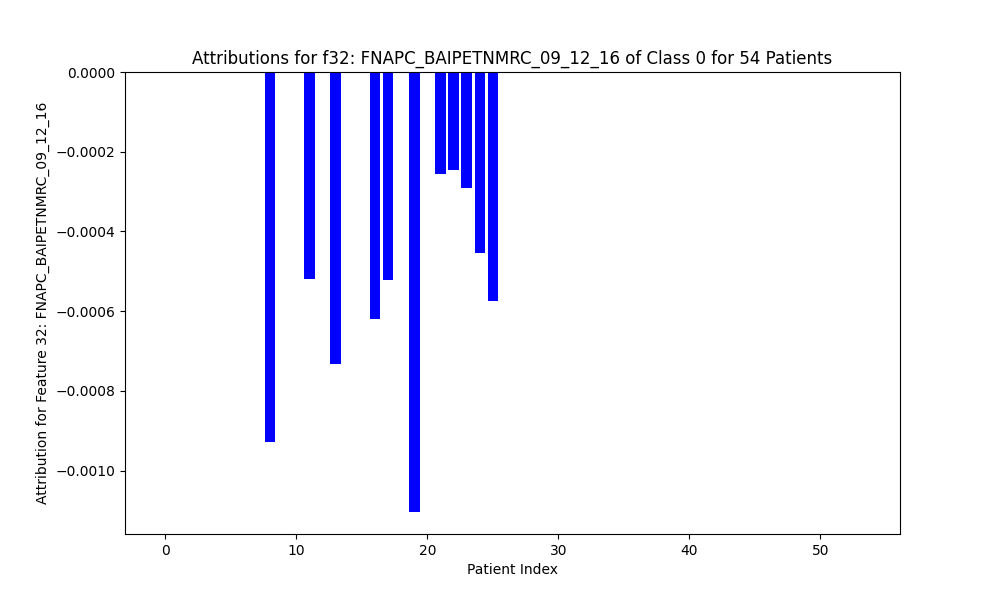 Attributions for f32: FNAPC_BAIPETNMRC_09_12_16 of Class 0 for 54 Patients
Attribution for Feature 32: FNAPC_BAIPETNMRC_09_12_16
0.0000
−0.0002
−0.0004
−0.0006
−0.0008
−0.0010
0 10 20 30 40 50
Patient Index